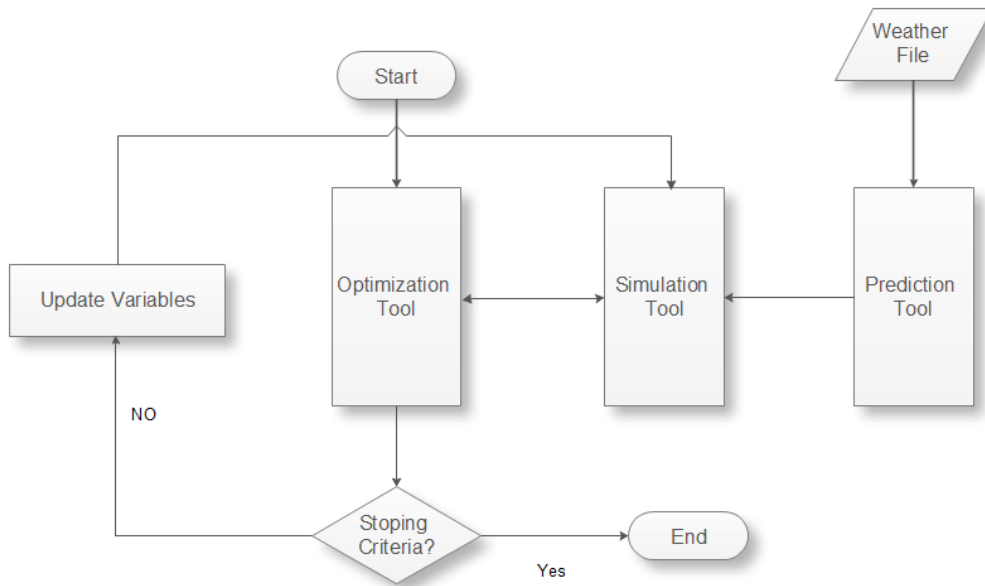 Weather
File
Start
Optimization
Tool
Simulation
Tool
Prediction
Tool
Update Variables
NO
Stoping
Criteria?
End
Yes